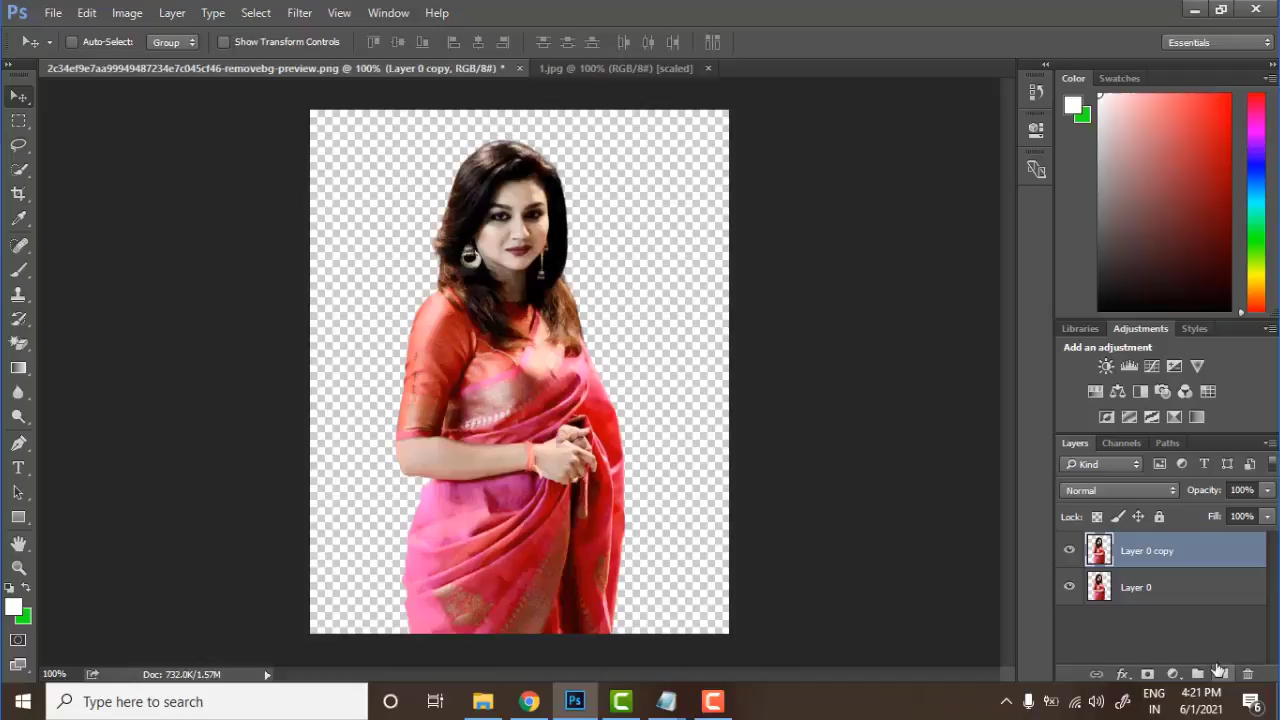 Ps File Edit Image Layer Type Select Filter View Window Help
Auto-Select: Group Show Transform Controls Essentials
2c34ef9e7aa99949487234e7c045cf46-removebg-preview.png @ 100% (Layer 0 copy, RGB/8#) * × 1.jpg @ 100% (RGB/8#) [scaled] ×
Color Swatches
Libraries Adjustments Styles
Add an adjustment
Layers Channels Paths
Kind
Normal Opacity: 100%
Lock: Fill: 100%
Layer 0 copy
Layer 0
100% Doc: 732.0K/1.57M
Type here to search
Ps
ENG
IN
4:21 PM
6/1/2021
6